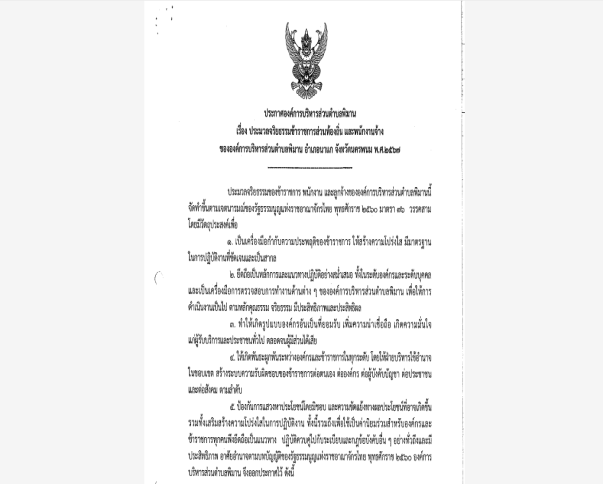 ประกาศองค์การบริหารส่วนตำบลพิมาน
เรื่อง ประมวลจริยธรรมข้าราชการส่วนท้องถิ่น และพนักงานจ้าง
ขององค์การบริหารส่วนตำบลพิมาน อำเภอนาแก จังหวัดนครพนม พ.ศ.๒๕๖๗
ประมวลจริยธรรมของข้าราชการ พนักงาน และลูกจ้างขององค์การบริหารส่วนตำบลพิมานนี้
จัดทำขึ้นตามเจตนารมณ์ของรัฐธรรมนูญแห่งราชอาณาจักรไทย พุทธศักราช ๒๕๖๐ มาตรา ๗๖ วรรคสาม
โดยมีวัตถุประสงค์เพื่อ
๑. เป็นเครื่องมือกำกับความประพฤติของข้าราชการ ให้สร้างความโปร่งใส มีมาตรฐาน
ในการปฏิบัติงานที่ชัดเจนและเป็นสากล
๒. ยึดถือเป็นหลักการและแนวทางปฏิบัติอย่างสม่ำเสมอ ทั้งในระดับองค์กรและระดับบุคคล
และเป็นเครื่องมือการตรวจสอบการทำงานด้านต่าง ๆ ขององค์การบริหารส่วนตำบลพิมาน เพื่อให้การ
ดำเนินงานเป็นไป ตามหลักคุณธรรม จริยธรรม มีประสิทธิภาพและประสิทธิผล
๓. ทำให้เกิดรูปแบบองค์กรอันเป็นที่ยอมรับ เพิ่มความน่าเชื่อถือ เกิดความมั่นใจ
แก่ผู้รับบริการและประชาชนทั่วไป ตลอดจนผู้มีส่วนได้เสีย
๔. ให้เกิดพันธะผูกพันระหว่างองค์กรและข้าราชการในทุกระดับ โดยให้ฝ่ายบริหารใช้อำนาจ
ในขอบเขต สร้างระบบความรับผิดชอบของข้าราชการต่อตนเอง ต่อองค์กร ต่อผู้บังคับบัญชา ต่อประชาชน
และต่อสังคม ตามลำดับ
๕. ป้องกันการแสวงหาประโยชน์โดยมิชอบ และความขัดแย้งทางผลประโยชน์ที่อาจเกิดขึ้น
รวมทั้งเสริมสร้างความโปร่งใสในการปฏิบัติงาน ทั้งนี้รวมถึงเพื่อใช้เป็นค่านิยมร่วมสำหรับองค์กรและ
ข้าราชการทุกคนพึงยึดถือเป็นแนวทาง ปฏิบัติควบคู่ไปกับระเบียบและกฎข้อบังคับอื่น ๆ อย่างทั่วถึงและมี
ประสิทธิภาพ อาศัยอำนาจตามบทบัญญัติของรัฐธรรมนูญแห่งราชอาณาจักรไทย พุทธศักราช ๒๕๖๐ องค์การ
บริหารส่วนตำบลพิมาน จึงออกประกาศไว้ ดังนี้